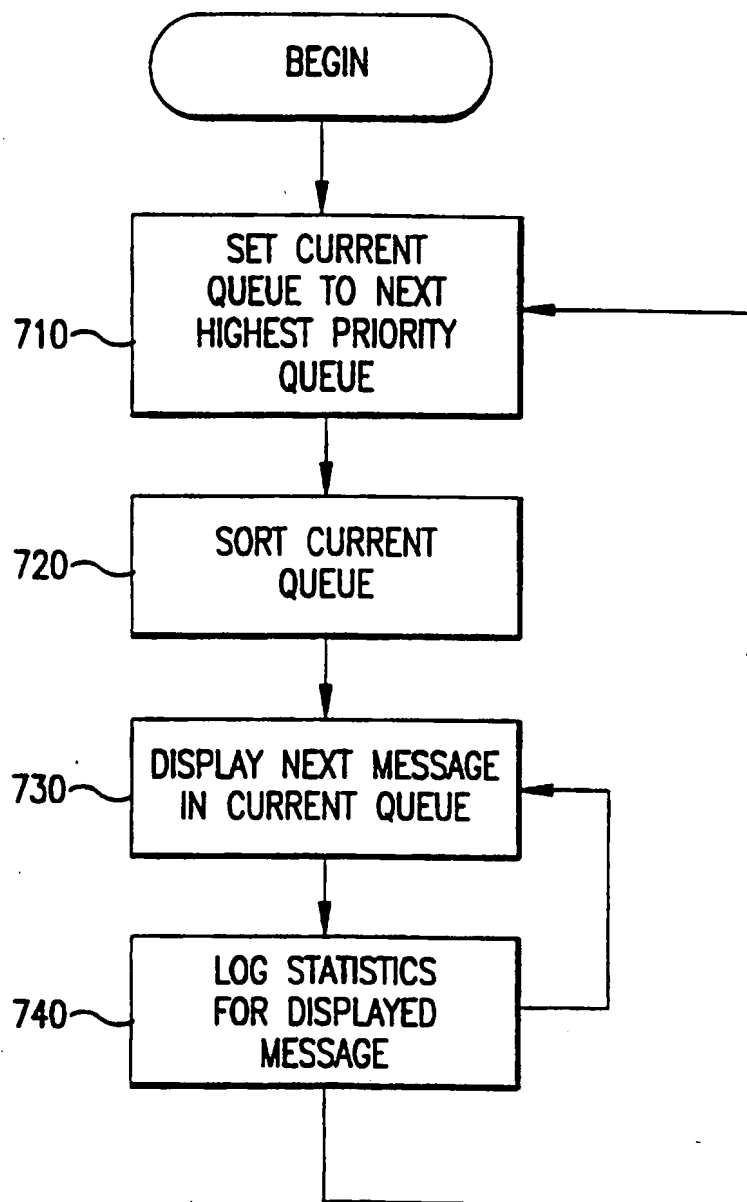 BEGIN
SET CURRENT
QUEUE TO NEXT
HIGHEST PRIORITY
QUEUE
710
SORT CURRENT
QUEUE
720
DISPLAY NEXT MESSAGE
IN CURRENT QUEUE
730
LOG STATISTICS
FOR DISPLAYED
MESSAGE
740